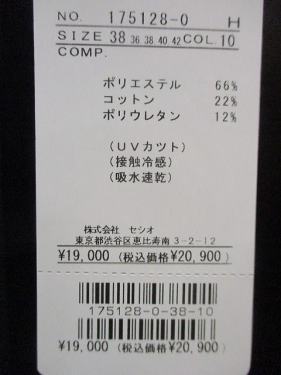 NO. 175128-0 H
SIZE 38 36 38 40 42 COL. 10
COMP.
ポリエステル 66%
コットン 22%
ポリウレタン 12%
(UVカット)
(接触冷感)
(吸水速乾)
株式会社 セシオ
東京都渋谷区恵比寿南3-2-12
¥19,000 (税込価格¥20,900)
175128-0-38-10
¥19,000 (税込価格¥20,900)